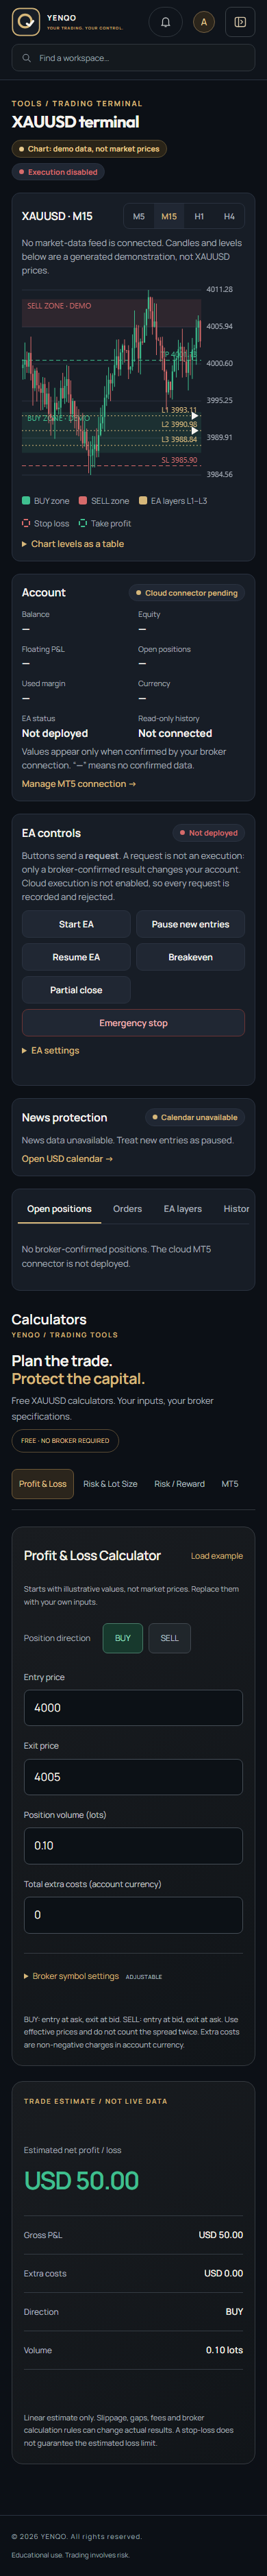 YENQO
YOUR TRADING. YOUR CONTROL.
A
Find a workspace...
TOOLS / TRADING TERMINAL
XAUUSD terminal
Chart: demo data, not market prices
Execution disabled
XAUUSD · M15
M5 M15 H1 H4
No market-data feed is connected. Candles and levels
below are a generated demonstration, not XAUUSD
prices.
4011.28
SELL ZONE · DEMO
4005.94
4000.60
3995.25
L1 3993.11
BUY ZONE · DEMO
L2 3990.98
3989.91
L3 3988.84
SL 3985.90
3984.56
BUY zone SELL zone EA layers L1–L3
Stop loss Take profit
Chart levels as a table
Account
Cloud connector pending
Balance Equity
— —
Floating P&L Open positions
— —
Used margin Currency
— —
EA status Read-only history
Not deployed Not connected
Values appear only when confirmed by your broker
connection. "—" means no confirmed data.
Manage MT5 connection →
EA controls
Not deployed
Buttons send a request. A request is not an execution:
only a broker-confirmed result changes your account.
Cloud execution is not enabled, so every request is
recorded and rejected.
Start EA Pause new entries
Resume EA Breakeven
Partial close
Emergency stop
EA settings
News protection
Calendar unavailable
News data unavailable. Treat new entries as paused.
Open USD calendar →
Open positions Orders EA layers Histor
No broker-confirmed positions. The cloud MT5
connector is not deployed.
Calculators
YENQO / TRADING TOOLS
Plan the trade.
Protect the capital.
Free XAUUSD calculators. Your inputs, your broker
specifications.
FREE · NO BROKER REQUIRED
Profit & Loss Risk & Lot Size Risk / Reward MT5
Profit & Loss Calculator
Load example
Starts with illustrative values, not market prices. Replace them
with your own inputs.
Position direction BUY SELL
Entry price
4000
Exit price
4005
Position volume (lots)
0.10
Total extra costs (account currency)
0
Broker symbol settings ADJUSTABLE
BUY: entry at ask, exit at bid. SELL: entry at bid, exit at ask. Use
effective prices and do not count the spread twice. Extra costs
are non-negative charges in account currency.
TRADE ESTIMATE / NOT LIVE DATA
Estimated net profit / loss
USD 50.00
Gross P&L USD 50.00
Extra costs USD 0.00
Direction BUY
Volume 0.10 lots
Linear estimate only. Slippage, gaps, fees and broker
calculation rules can change actual results. A stop-loss does
not guarantee the estimated loss limit.
© 2026 YENQO. All rights reserved.
Educational use. Trading involves risk.